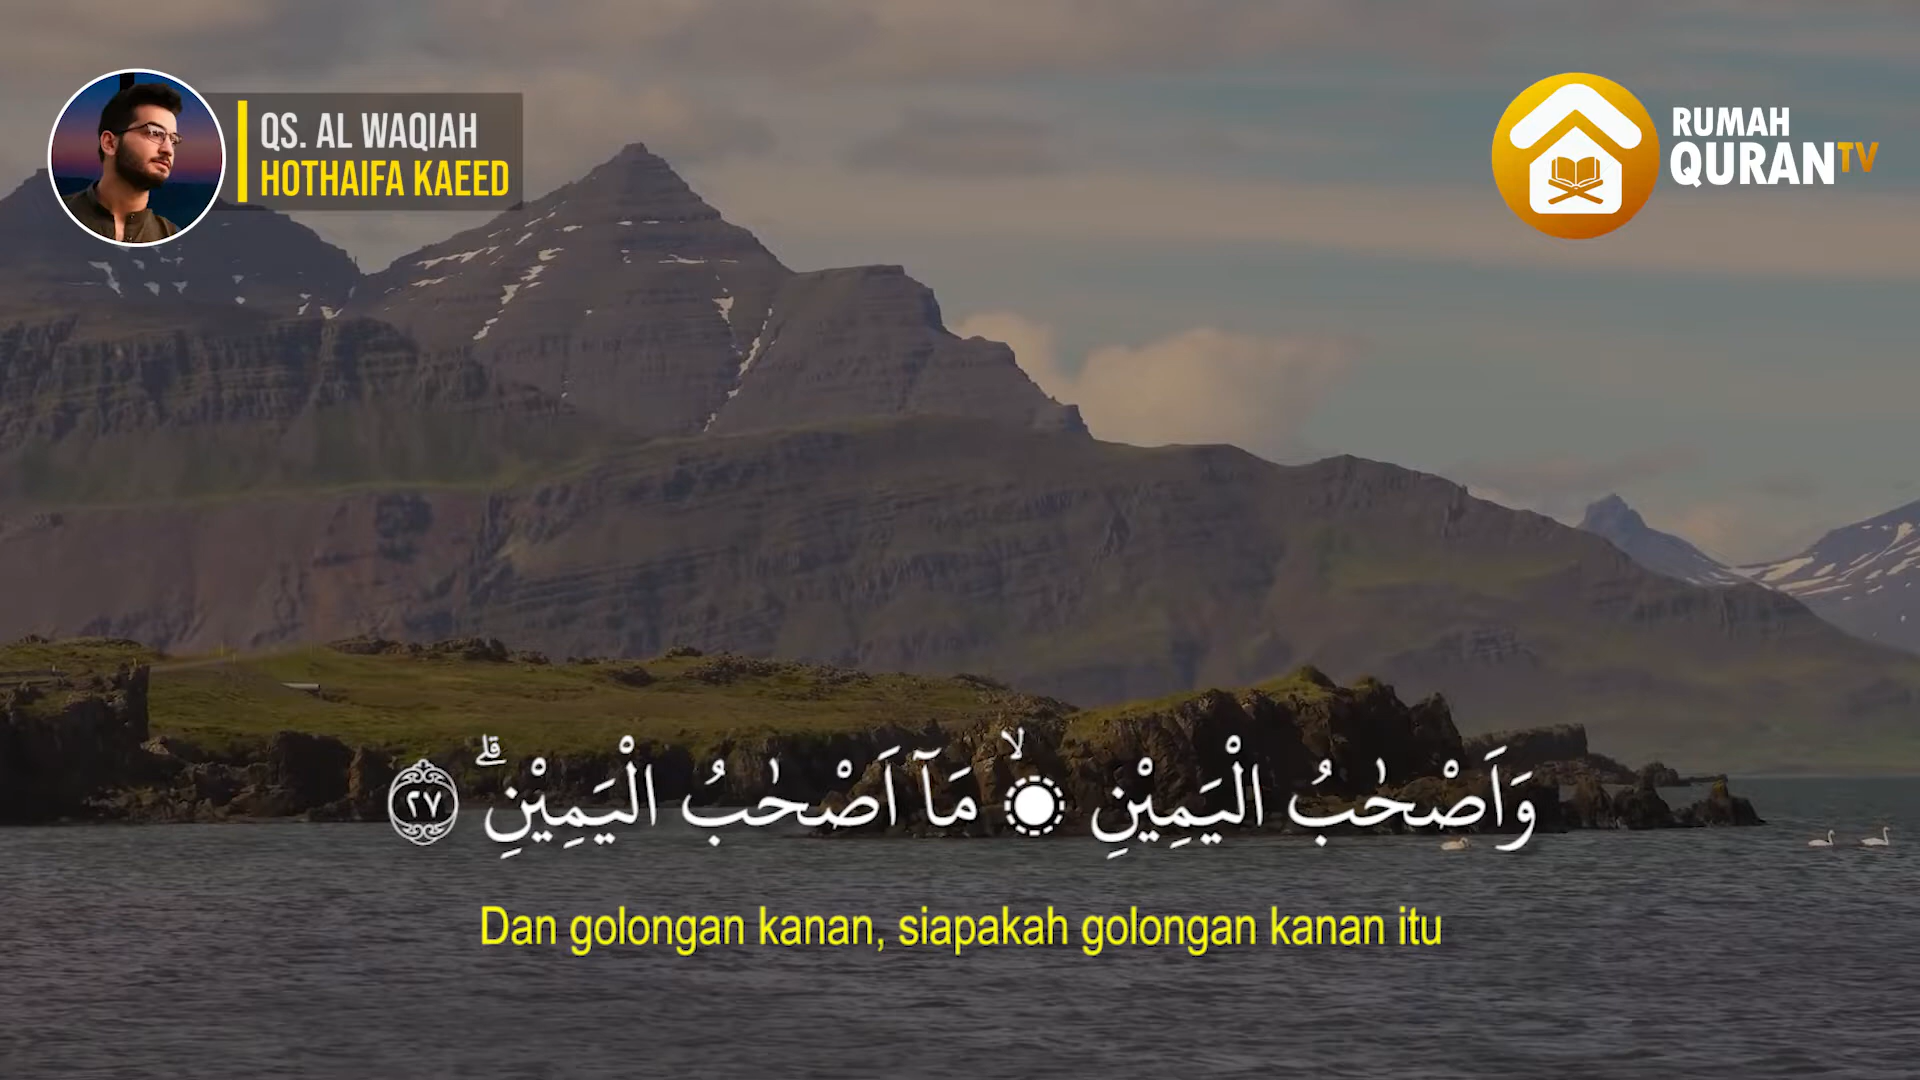 QS. AL WAQIAH
HOTHAIFA KAEED
RUMAH
QURANTV
وَاَصْحٰبُ الْيَمِيْنِ ۙ مَآ اَصْحٰبُ الْيَمِيْنِۗ ٢٧
Dan golongan kanan, siapakah golongan kanan itu